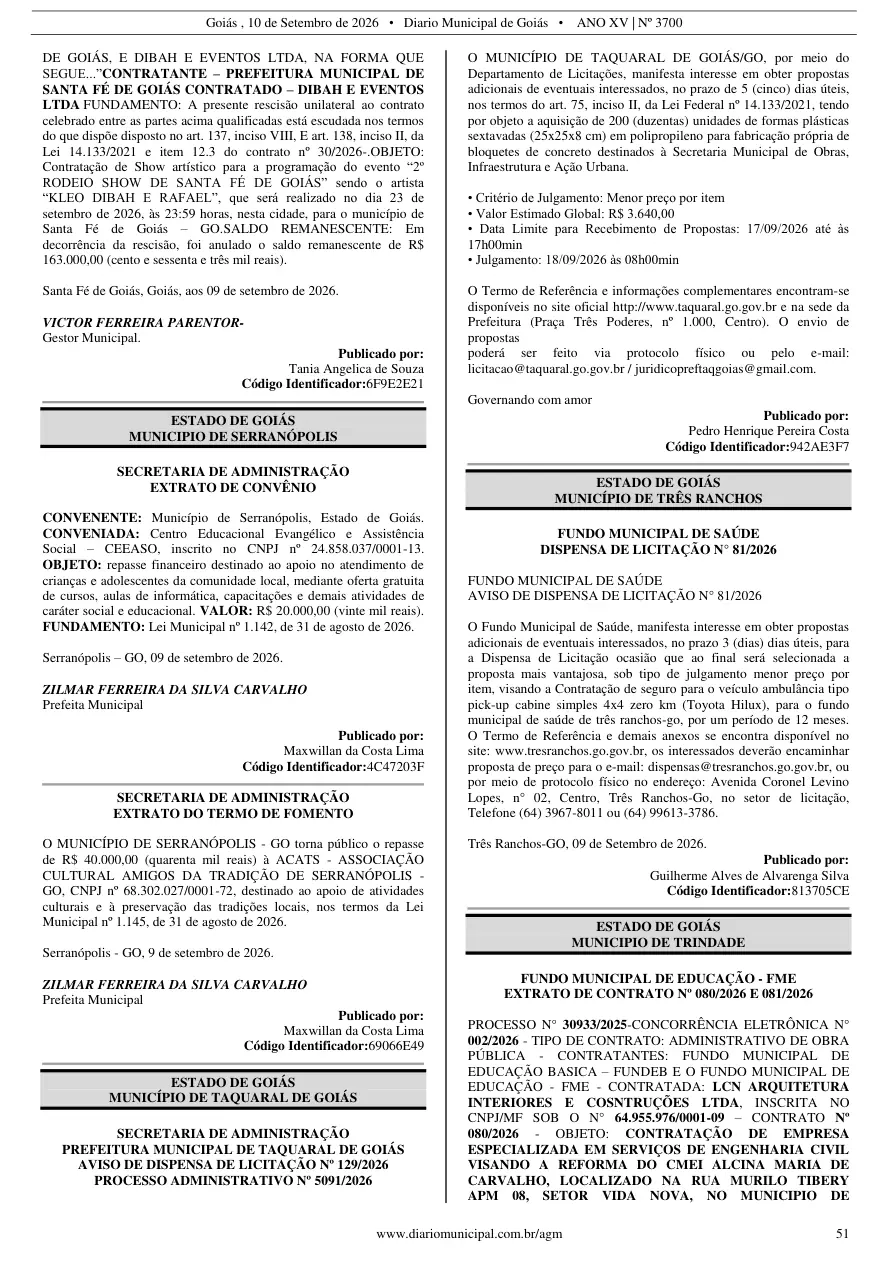 Goiás , 10 de Setembro de 2026 • Diario Municipal de Goiás • ANO XV | Nº 3700
DE GOIÁS, E DIBAH E EVENTOS LTDA, NA FORMA QUE
SEGUE...”CONTRATANTE – PREFEITURA MUNICIPAL DE
SANTA FÉ DE GOIÁS CONTRATADO – DIBAH E EVENTOS
LTDA FUNDAMENTO: A presente rescisão unilateral ao contrato
celebrado entre as partes acima qualificadas está escudada nos termos
do que dispõe disposto no art. 137, inciso VIII, E art. 138, inciso II, da
Lei 14.133/2021 e item 12.3 do contrato nº 30/2026-.OBJETO:
Contratação de Show artístico para a programação do evento “2º
RODEIO SHOW DE SANTA FÉ DE GOIÁS” sendo o artista
“KLEO DIBAH E RAFAEL”, que será realizado no dia 23 de
setembro de 2026, às 23:59 horas, nesta cidade, para o município de
Santa Fé de Goiás – GO.SALDO REMANESCENTE: Em
decorrência da rescisão, foi anulado o saldo remanescente de R$
163.000,00 (cento e sessenta e três mil reais).
Santa Fé de Goiás, Goiás, aos 09 de setembro de 2026.
VICTOR FERREIRA PARENTOR-
Gestor Municipal.
Publicado por:
Tania Angelica de Souza
Código Identificador:6F9E2E21
ESTADO DE GOIÁS
MUNICIPIO DE SERRANÓPOLIS
SECRETARIA DE ADMINISTRAÇÃO
EXTRATO DE CONVÊNIO
CONVENENTE: Município de Serranópolis, Estado de Goiás.
CONVENIADA: Centro Educacional Evangélico e Assistência
Social – CEEASO, inscrito no CNPJ nº 24.858.037/0001-13.
OBJETO: repasse financeiro destinado ao apoio no atendimento de
crianças e adolescentes da comunidade local, mediante oferta gratuita
de cursos, aulas de informática, capacitações e demais atividades de
caráter social e educacional. VALOR: R$ 20.000,00 (vinte mil reais).
FUNDAMENTO: Lei Municipal nº 1.142, de 31 de agosto de 2026.
Serranópolis – GO, 09 de setembro de 2026.
ZILMAR FERREIRA DA SILVA CARVALHO
Prefeita Municipal
Publicado por:
Maxwillan da Costa Lima
Código Identificador:4C47203F
SECRETARIA DE ADMINISTRAÇÃO
EXTRATO DO TERMO DE FOMENTO
O MUNICÍPIO DE SERRANÓPOLIS - GO torna público o repasse
de R$ 40.000,00 (quarenta mil reais) à ACATS - ASSOCIAÇÃO
CULTURAL AMIGOS DA TRADIÇÃO DE SERRANÓPOLIS -
GO, CNPJ nº 68.302.027/0001-72, destinado ao apoio de atividades
culturais e à preservação das tradições locais, nos termos da Lei
Municipal nº 1.145, de 31 de agosto de 2026.
Serranópolis - GO, 9 de setembro de 2026.
ZILMAR FERREIRA DA SILVA CARVALHO
Prefeita Municipal
Publicado por:
Maxwillan da Costa Lima
Código Identificador:69066E49
ESTADO DE GOIÁS
MUNICÍPIO DE TAQUARAL DE GOIÁS
SECRETARIA DE ADMINISTRAÇÃO
PREFEITURA MUNICIPAL DE TAQUARAL DE GOIÁS
AVISO DE DISPENSA DE LICITAÇÃO Nº 129/2026
PROCESSO ADMINISTRATIVO Nº 5091/2026
O MUNICÍPIO DE TAQUARAL DE GOIÁS/GO, por meio do
Departamento de Licitações, manifesta interesse em obter propostas
adicionais de eventuais interessados, no prazo de 5 (cinco) dias úteis,
nos termos do art. 75, inciso II, da Lei Federal nº 14.133/2021, tendo
por objeto a aquisição de 200 (duzentas) unidades de formas plásticas
sextavadas (25x25x8 cm) em polipropileno para fabricação própria de
bloquetes de concreto destinados à Secretaria Municipal de Obras,
Infraestrutura e Ação Urbana.
• Critério de Julgamento: Menor preço por item
• Valor Estimado Global: R$ 3.640,00
• Data Limite para Recebimento de Propostas: 17/09/2026 até às
17h00min
• Julgamento: 18/09/2026 às 08h00min
O Termo de Referência e informações complementares encontram-se
disponíveis no site oficial http://www.taquaral.go.gov.br e na sede da
Prefeitura (Praça Três Poderes, nº 1.000, Centro). O envio de
propostas
poderá ser feito via protocolo físico ou pelo e-mail:
licitacao@taquaral.go.gov.br / juridicopreftaqgoias@gmail.com.
Governando com amor
Publicado por:
Pedro Henrique Pereira Costa
Código Identificador:942AE3F7
ESTADO DE GOIÁS
MUNICÍPIO DE TRÊS RANCHOS
FUNDO MUNICIPAL DE SAÚDE
DISPENSA DE LICITAÇÃO N° 81/2026
FUNDO MUNICIPAL DE SAÚDE
AVISO DE DISPENSA DE LICITAÇÃO N° 81/2026
O Fundo Municipal de Saúde, manifesta interesse em obter propostas
adicionais de eventuais interessados, no prazo 3 (dias) dias úteis, para
a Dispensa de Licitação ocasião que ao final será selecionada a
proposta mais vantajosa, sob tipo de julgamento menor preço por
item, visando a Contratação de seguro para o veículo ambulância tipo
pick-up cabine simples 4x4 zero km (Toyota Hilux), para o fundo
municipal de saúde de três ranchos-go, por um período de 12 meses.
O Termo de Referência e demais anexos se encontra disponível no
site: www.tresranchos.go.gov.br, os interessados deverão encaminhar
proposta de preço para o e-mail: dispensas@tresranchos.go.gov.br, ou
por meio de protocolo físico no endereço: Avenida Coronel Levino
Lopes, n° 02, Centro, Três Ranchos-Go, no setor de licitação,
Telefone (64) 3967-8011 ou (64) 99613-3786.
Três Ranchos-GO, 09 de Setembro de 2026.
Publicado por:
Guilherme Alves de Alvarenga Silva
Código Identificador:813705CE
ESTADO DE GOIÁS
MUNICIPIO DE TRINDADE
FUNDO MUNICIPAL DE EDUCAÇÃO - FME
EXTRATO DE CONTRATO Nº 080/2026 E 081/2026
PROCESSO N° 30933/2025-CONCORRÊNCIA ELETRÔNICA N°
002/2026 - TIPO DE CONTRATO: ADMINISTRATIVO DE OBRA
PÚBLICA - CONTRATANTES: FUNDO MUNICIPAL DE
EDUCAÇÃO BASICA – FUNDEB E O FUNDO MUNICIPAL DE
EDUCAÇÃO - FME - CONTRATADA: LCN ARQUITETURA
INTERIORES E COSNTRUÇÕES LTDA, INSCRITA NO
CNPJ/MF SOB O N° 64.955.976/0001-09 – CONTRATO Nº
080/2026 - OBJETO: CONTRATAÇÃO DE EMPRESA
ESPECIALIZADA EM SERVIÇOS DE ENGENHARIA CIVIL
VISANDO A REFORMA DO CMEI ALCINA MARIA DE
CARVALHO, LOCALIZADO NA RUA MURILO TIBERY
APM 08, SETOR VIDA NOVA, NO MUNICIPIO DE
www.diariomunicipal.com.br/agm 51